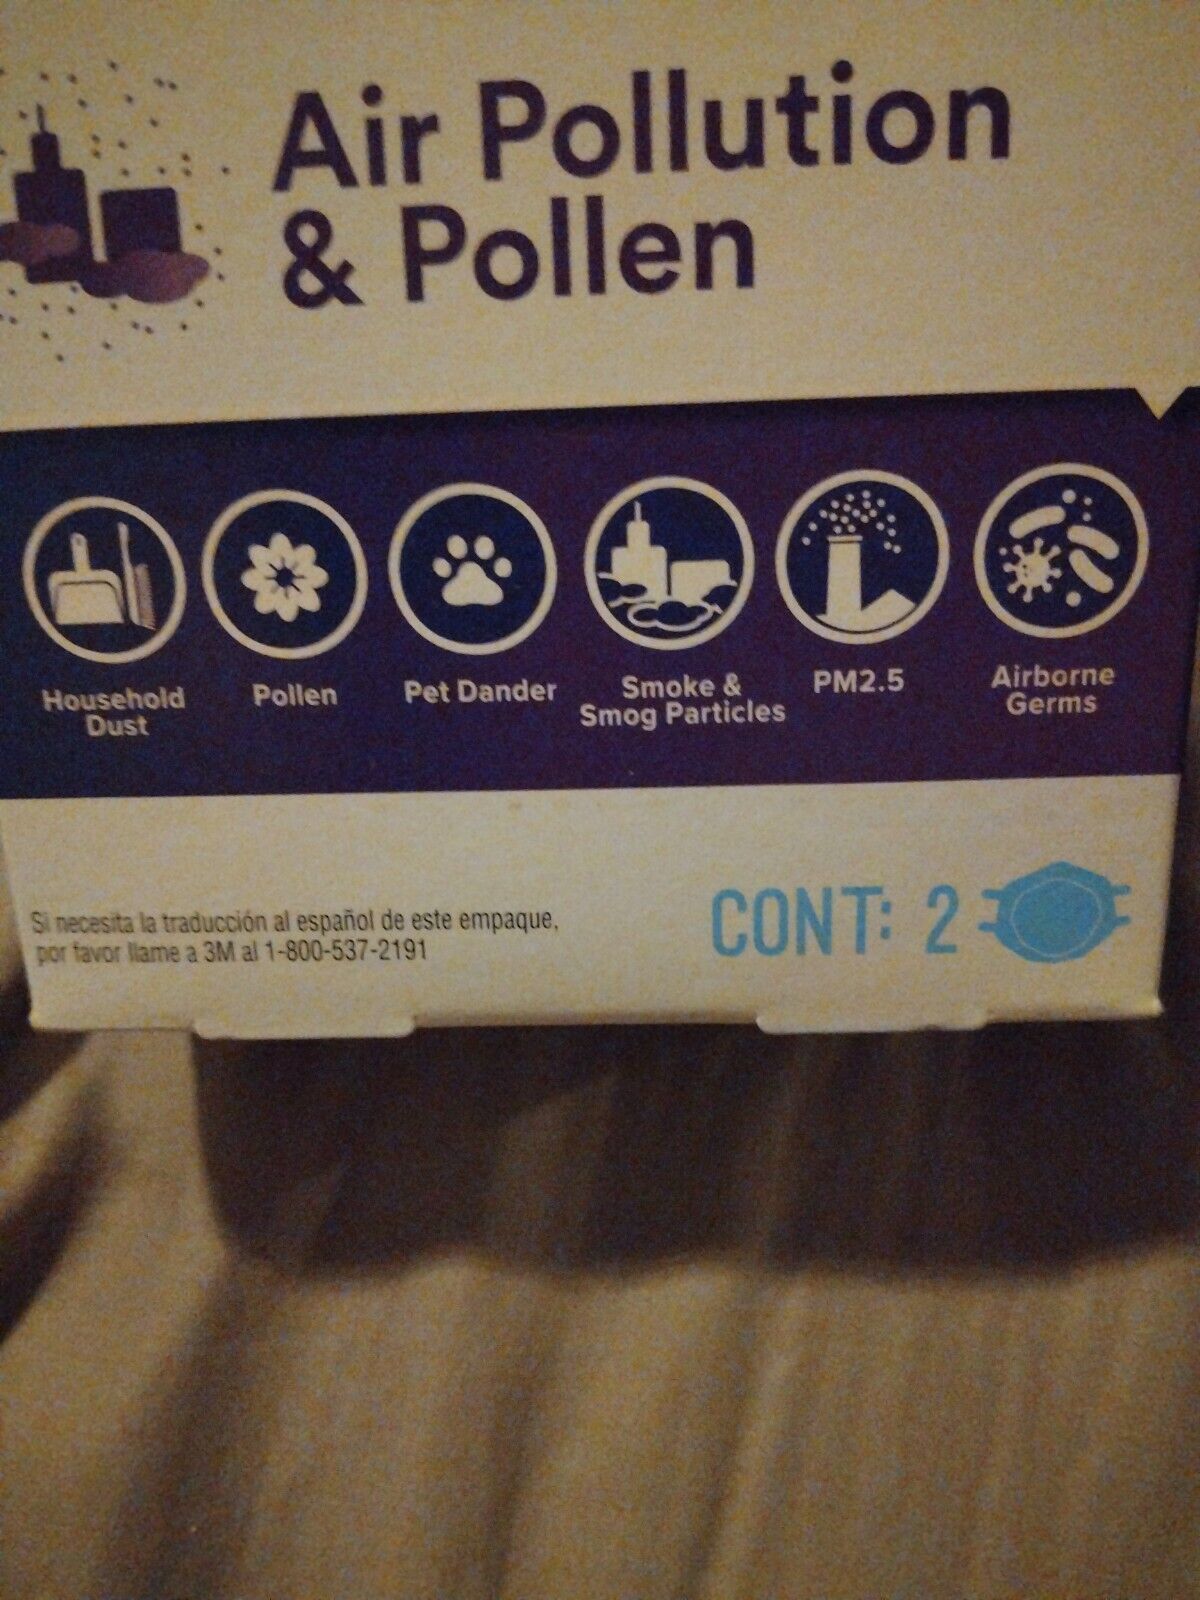 Air Pollution
& Pollen
Household
Dust
Pollen
Pet Dander
Smoke &
Smog Particles
PM2.5
Airborne
Germs
Si necesita la traducción al español de este empaque,
por favor llame a 3M al 1-800-537-2191
CONT: 2